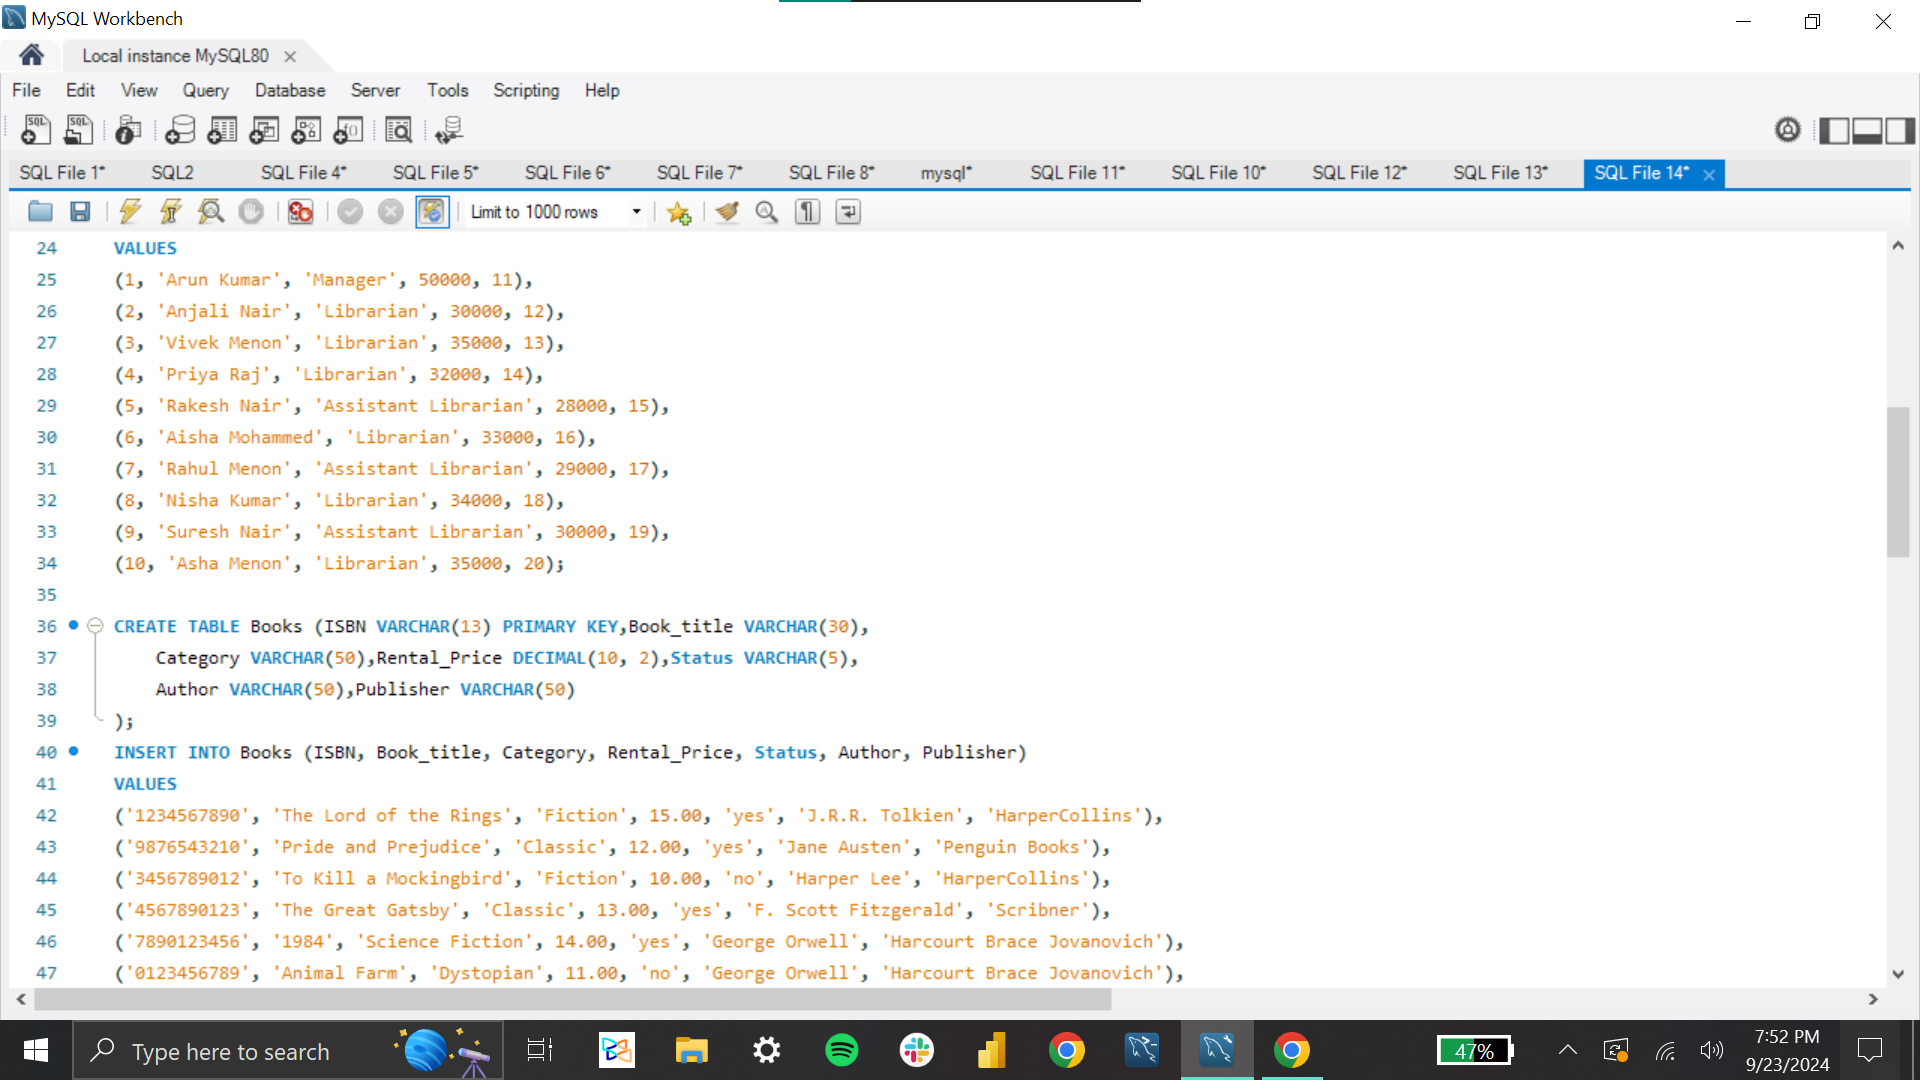 MySQL Workbench
Local instance MySQL80
File Edit View Query Database Server Tools Scripting Help
SQL File 1* SQL2 SQL File 4* SQL File 5* SQL File 6* SQL File 7* SQL File 8* mysql* SQL File 11* SQL File 10* SQL File 12* SQL File 13* SQL File 14*
Limit to 1000 rows
24 VALUES
25 (1, 'Arun Kumar', 'Manager', 50000, 11),
26 (2, 'Anjali Nair', 'Librarian', 30000, 12),
27 (3, 'Vivek Menon', 'Librarian', 35000, 13),
28 (4, 'Priya Raj', 'Librarian', 32000, 14),
29 (5, 'Rakesh Nair', 'Assistant Librarian', 28000, 15),
30 (6, 'Aisha Mohammed', 'Librarian', 33000, 16),
31 (7, 'Rahul Menon', 'Assistant Librarian', 29000, 17),
32 (8, 'Nisha Kumar', 'Librarian', 34000, 18),
33 (9, 'Suresh Nair', 'Assistant Librarian', 30000, 19),
34 (10, 'Asha Menon', 'Librarian', 35000, 20);
35
36 CREATE TABLE Books (ISBN VARCHAR(13) PRIMARY KEY,Book_title VARCHAR(30),
37 Category VARCHAR(50),Rental_Price DECIMAL(10, 2),Status VARCHAR(5),
38 Author VARCHAR(50),Publisher VARCHAR(50)
39 );
40 INSERT INTO Books (ISBN, Book_title, Category, Rental_Price, Status, Author, Publisher)
41 VALUES
42 ('1234567890', 'The Lord of the Rings', 'Fiction', 15.00, 'yes', 'J.R.R. Tolkien', 'HarperCollins'),
43 ('9876543210', 'Pride and Prejudice', 'Classic', 12.00, 'yes', 'Jane Austen', 'Penguin Books'),
44 ('3456789012', 'To Kill a Mockingbird', 'Fiction', 10.00, 'no', 'Harper Lee', 'HarperCollins'),
45 ('4567890123', 'The Great Gatsby', 'Classic', 13.00, 'yes', 'F. Scott Fitzgerald', 'Scribner'),
46 ('7890123456', '1984', 'Science Fiction', 14.00, 'yes', 'George Orwell', 'Harcourt Brace Jovanovich'),
47 ('0123456789', 'Animal Farm', 'Dystopian', 11.00, 'no', 'George Orwell', 'Harcourt Brace Jovanovich'),
Type here to search
47%
7:52 PM
9/23/2024